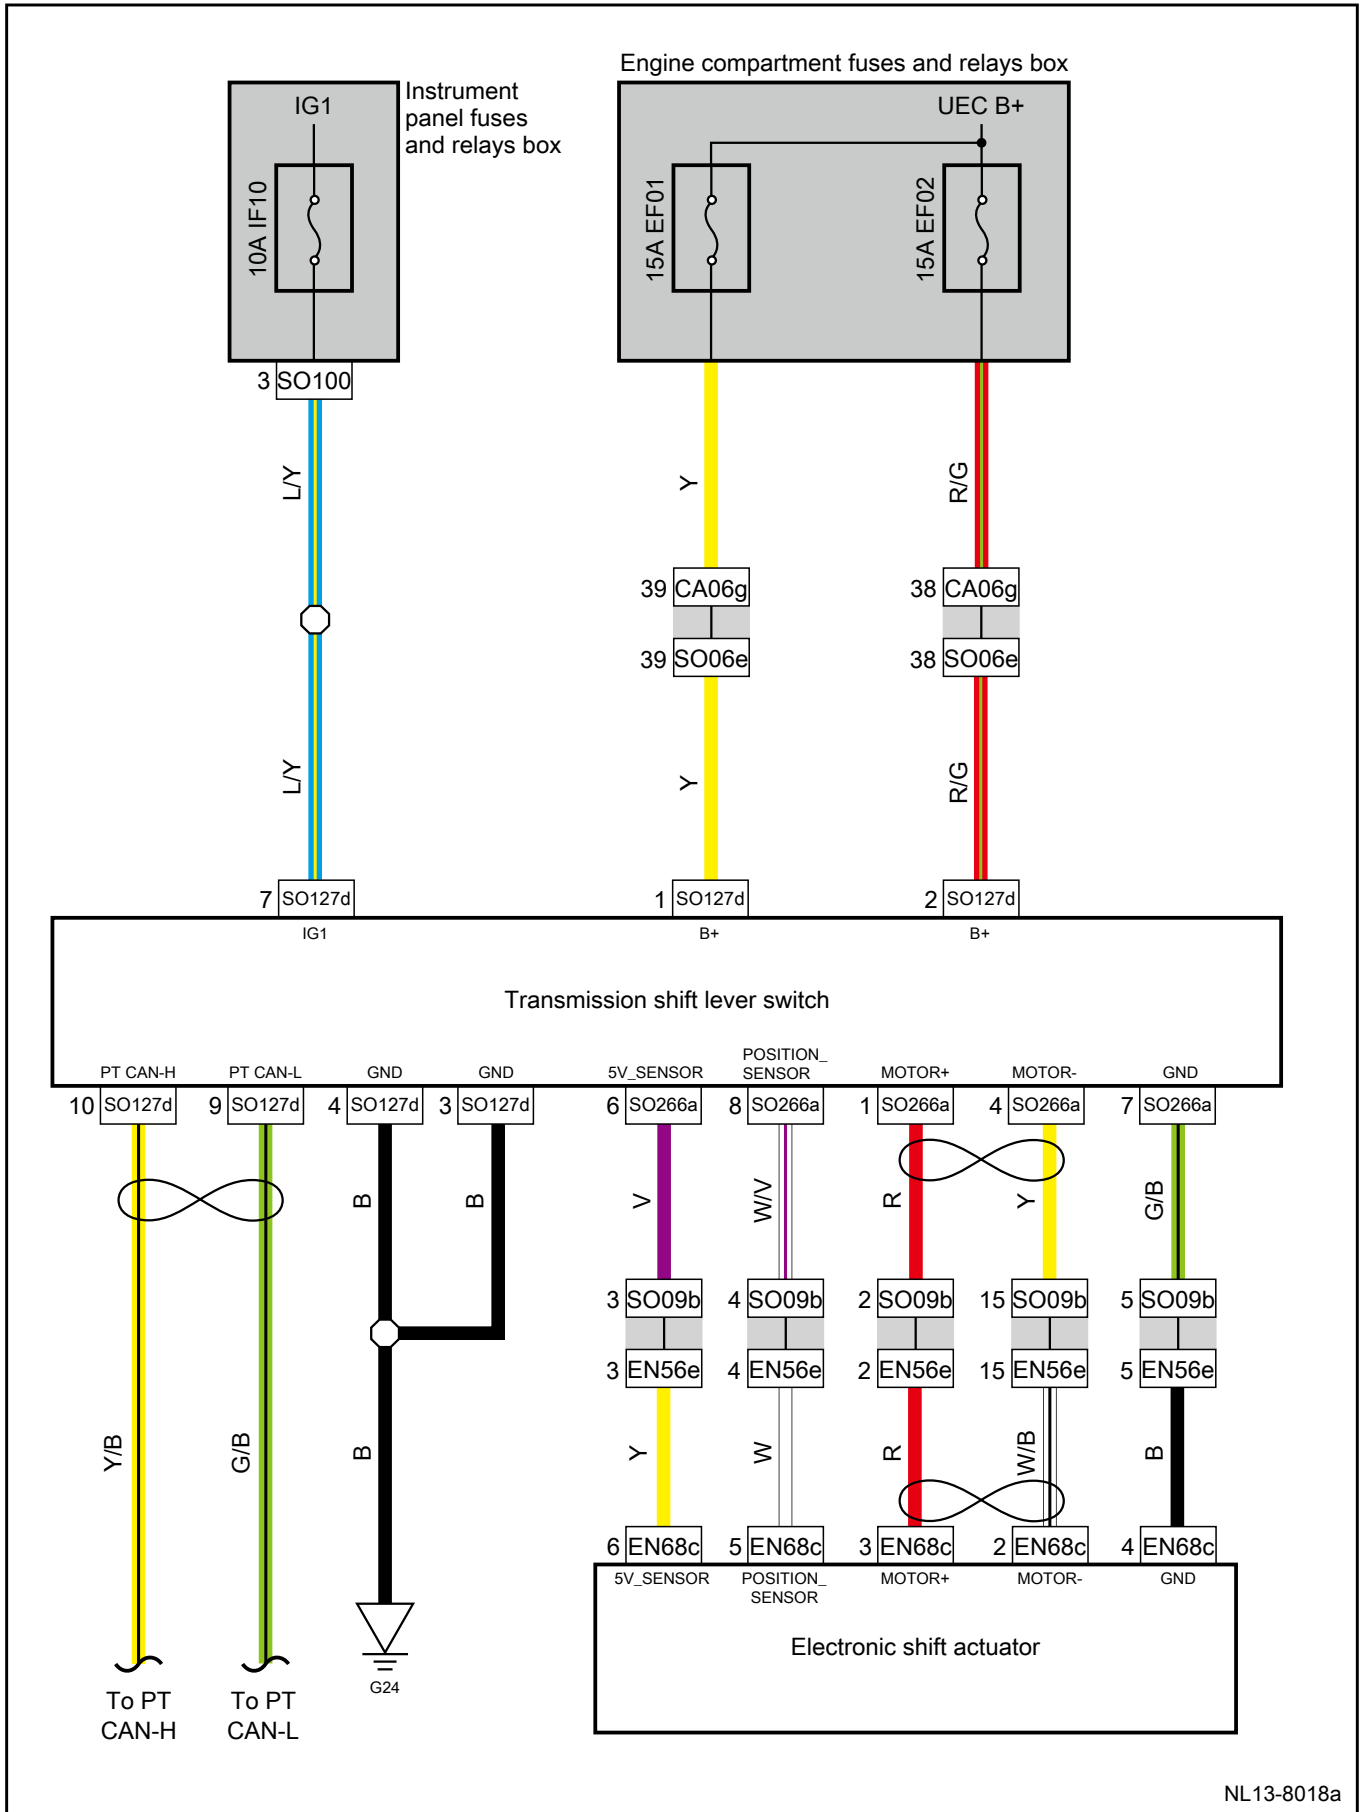 Engine compartment fuses and relays box
Instrument
panel fuses
and relays box
IG1
UEC B+
10A IF10
15A EF01
15A EF02
3 SO100
L/Y
Y
R/G
39 CA06g
38 CA06g
39 SO06e
38 SO06e
L/Y
Y
R/G
7 SO127d
1 SO127d
2 SO127d
IG1
B+
B+
Transmission shift lever switch
PT CAN-H
PT CAN-L
GND
GND
5V_SENSOR
POSITION_
SENSOR
MOTOR+
MOTOR-
GND
10 SO127d
9 SO127d
4 SO127d
3 SO127d
6 SO266a
8 SO266a
1 SO266a
4 SO266a
7 SO266a
B
B
V
W/V
R
Y
G/B
3 SO09b
4 SO09b
2 SO09b
15 SO09b
5 SO09b
3 EN56e
4 EN56e
2 EN56e
15 EN56e
5 EN56e
Y/B
G/B
B
Y
W
R
W/B
B
6 EN68c
5 EN68c
3 EN68c
2 EN68c
4 EN68c
5V_SENSOR
POSITION_
SENSOR
MOTOR+
MOTOR-
GND
Electronic shift actuator
G24
To PT
CAN-H
To PT
CAN-L
NL13-8018a